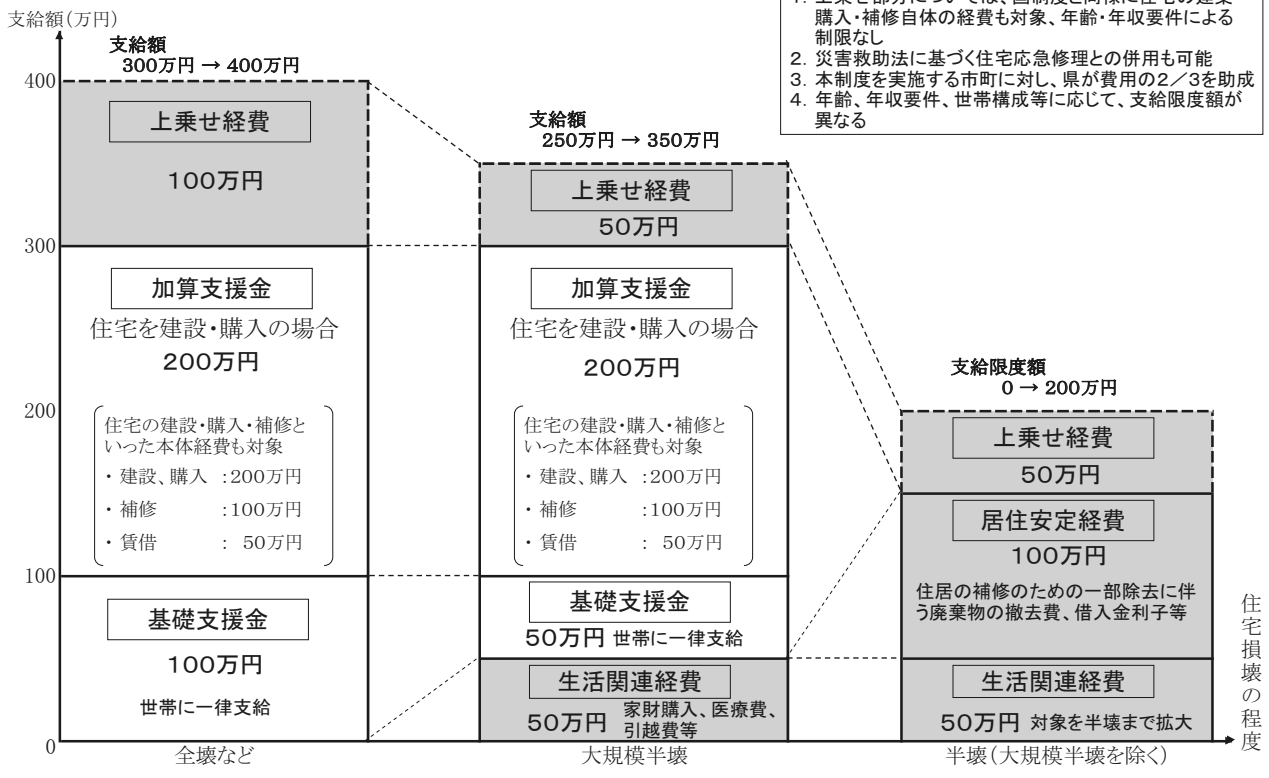 支給額(万円)
1. 上乗せ部分については、国制度と同様に住宅の建築
購入・補修自体の経費も対象、年齢・年収要件による
制限なし
2. 災害救助法に基づく住宅応急修理との併用も可能
3. 本制度を実施する市町に対し、県が費用の2/3を助成
4. 年齢、年収要件、世帯構成等に応じて、支給限度額が
異なる
支給額
300万円 → 400万円
400
上乗せ経費
100万円
300
加算支援金
住宅を建設・購入の場合
200万円
200
住宅の建設・購入・補修と
いった本体経費も対象
・ 建設、購入 :200万円
・ 補修 :100万円
・ 賃借 : 50万円
100
基礎支援金
100万円
世帯に一律支給
0
全壊など
支給額
250万円 → 350万円
上乗せ経費
50万円
加算支援金
住宅を建設・購入の場合
200万円
住宅の建設・購入・補修と
いった本体経費も対象
・ 建設、購入 :200万円
・ 補修 :100万円
・ 賃借 : 50万円
基礎支援金
50万円 世帯に一律支給
生活関連経費
50万円 家財購入、医療費、
引越費等
大規模半壊
支給限度額
0 → 200万円
上乗せ経費
50万円
居住安定経費
100万円
住居の補修のための一部除去に伴
う廃棄物の撤去費、借入金利子等
生活関連経費
50万円 対象を半壊まで拡大
半壊(大規模半壊を除く)
住宅損壊の程度